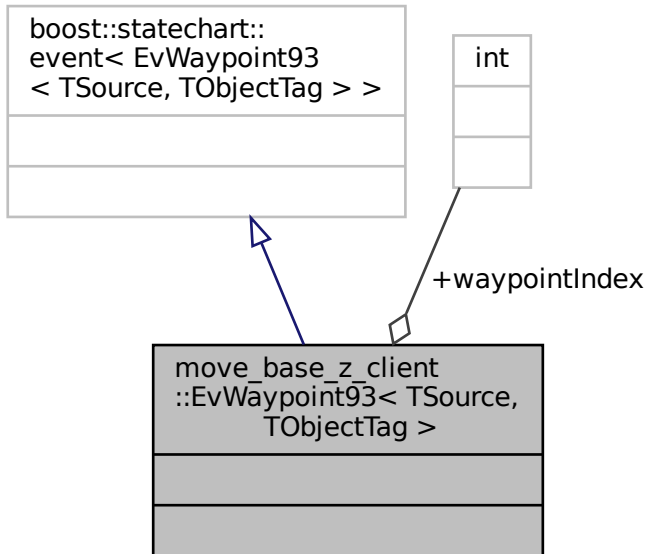 boost::statechart::
event< EvWaypoint93
< TSource, TObjectTag > >
int
+waypointIndex
move_base_z_client
::EvWaypoint93< TSource,
TObjectTag >